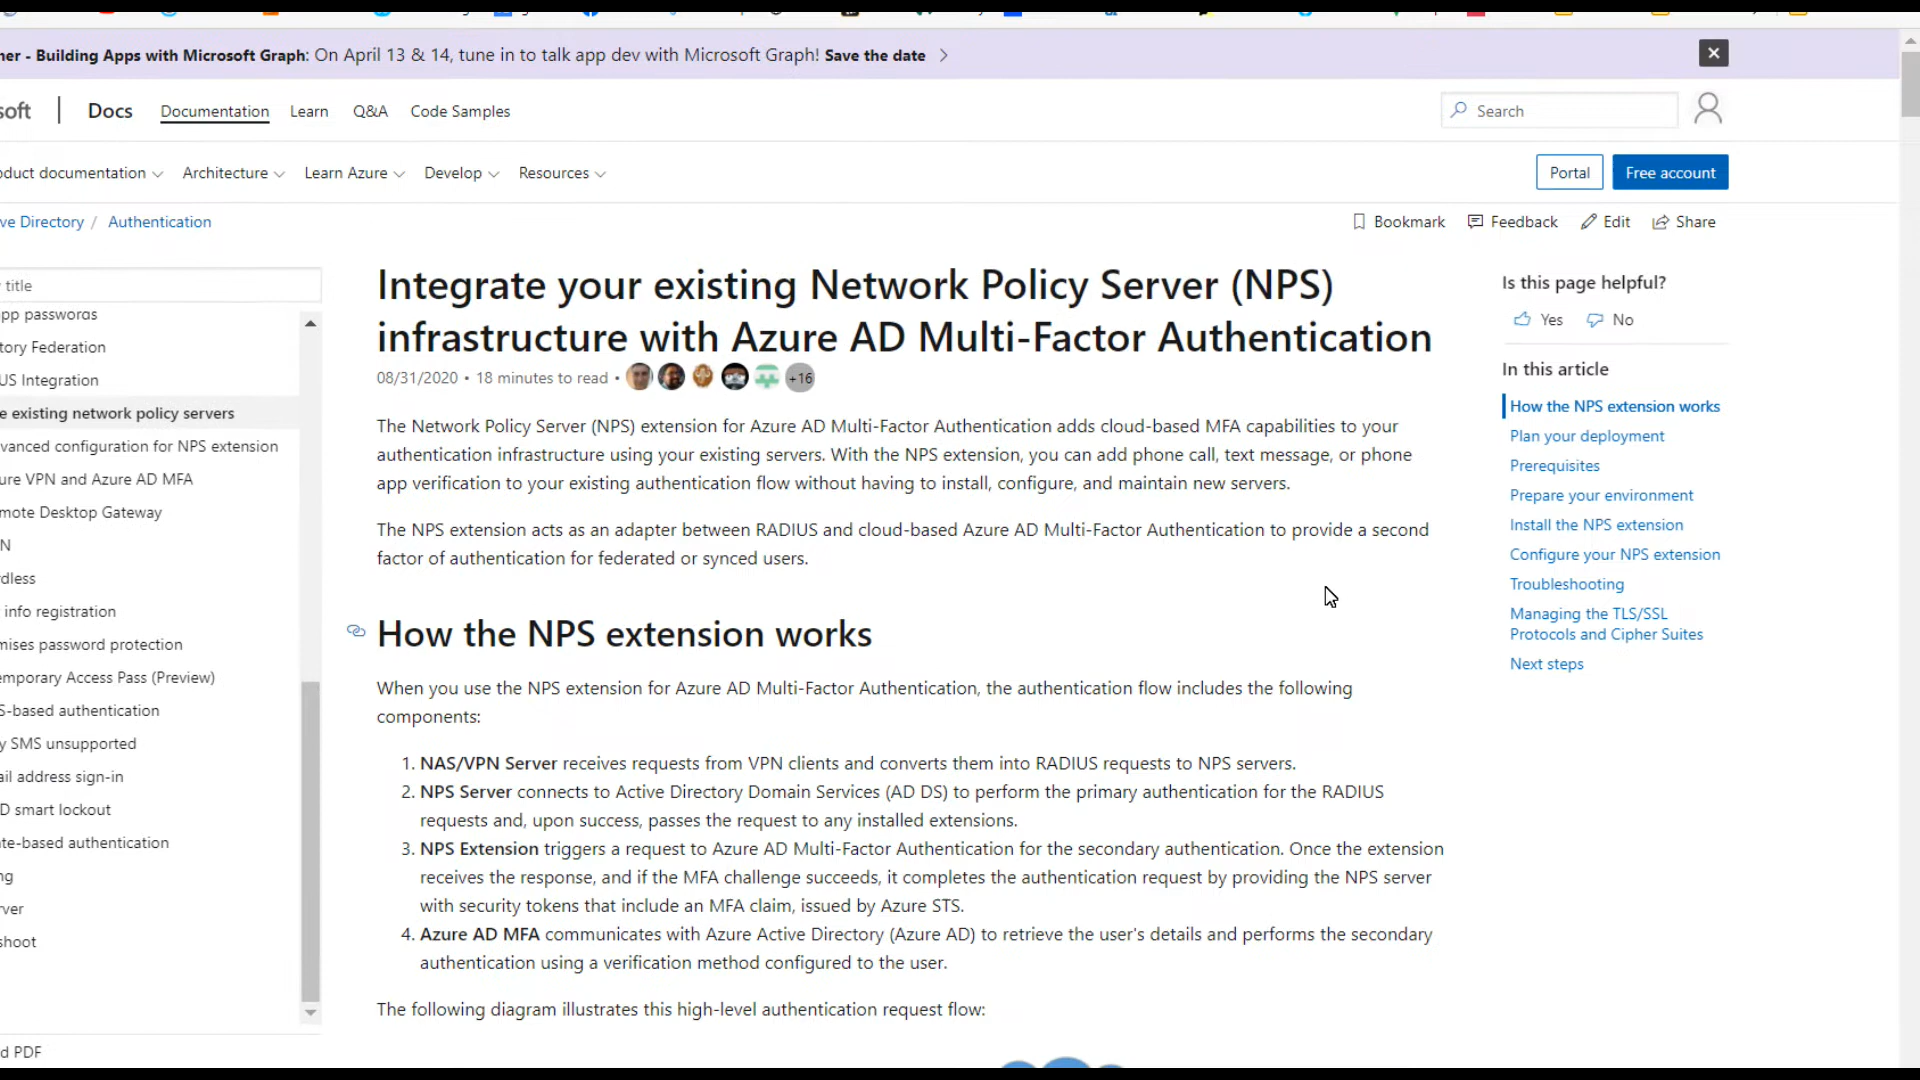 ner - Building Apps with Microsoft Graph: On April 13 & 14, tune in to talk app dev with Microsoft Graph! Save the date
soft Docs Documentation Learn Q&A Code Samples
Search
oduct documentation Architecture Learn Azure Develop Resources
Portal Free account
ve Directory / Authentication
Bookmark Feedback Edit Share
title
pp passwords
tory Federation
US Integration
e existing network policy servers
vanced configuration for NPS extension
ure VPN and Azure AD MFA
mote Desktop Gateway
N
dless
info registration
mises password protection
emporary Access Pass (Preview)
S-based authentication
y SMS unsupported
ail address sign-in
D smart lockout
ate-based authentication
ng
rver
shoot
d PDF
Integrate your existing Network Policy Server (NPS)
infrastructure with Azure AD Multi-Factor Authentication
08/31/2020 • 18 minutes to read • +16
The Network Policy Server (NPS) extension for Azure AD Multi-Factor Authentication adds cloud-based MFA capabilities to your
authentication infrastructure using your existing servers. With the NPS extension, you can add phone call, text message, or phone
app verification to your existing authentication flow without having to install, configure, and maintain new servers.
The NPS extension acts as an adapter between RADIUS and cloud-based Azure AD Multi-Factor Authentication to provide a second
factor of authentication for federated or synced users.
How the NPS extension works
When you use the NPS extension for Azure AD Multi-Factor Authentication, the authentication flow includes the following
components:
1. NAS/VPN Server receives requests from VPN clients and converts them into RADIUS requests to NPS servers.
2. NPS Server connects to Active Directory Domain Services (AD DS) to perform the primary authentication for the RADIUS
requests and, upon success, passes the request to any installed extensions.
3. NPS Extension triggers a request to Azure AD Multi-Factor Authentication for the secondary authentication. Once the extension
receives the response, and if the MFA challenge succeeds, it completes the authentication request by providing the NPS server
with security tokens that include an MFA claim, issued by Azure STS.
4. Azure AD MFA communicates with Azure Active Directory (Azure AD) to retrieve the user's details and performs the secondary
authentication using a verification method configured to the user.
The following diagram illustrates this high-level authentication request flow:
Is this page helpful?
Yes No
In this article
How the NPS extension works
Plan your deployment
Prerequisites
Prepare your environment
Install the NPS extension
Configure your NPS extension
Troubleshooting
Managing the TLS/SSL
Protocols and Cipher Suites
Next steps